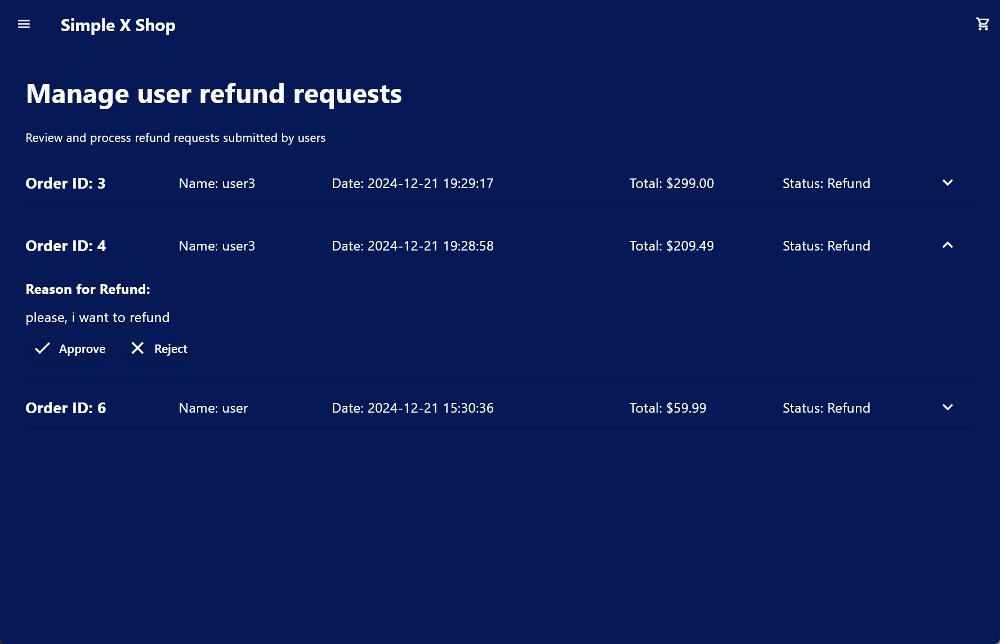 Simple X Shop
Manage user refund requests
Review and process refund requests submitted by users
Order ID: 3 Name: user3 Date: 2024-12-21 19:29:17 Total: $299.00 Status: Refund
Order ID: 4 Name: user3 Date: 2024-12-21 19:28:58 Total: $209.49 Status: Refund
Reason for Refund:
please, i want to refund
Approve Reject
Order ID: 6 Name: user Date: 2024-12-21 15:30:36 Total: $59.99 Status: Refund